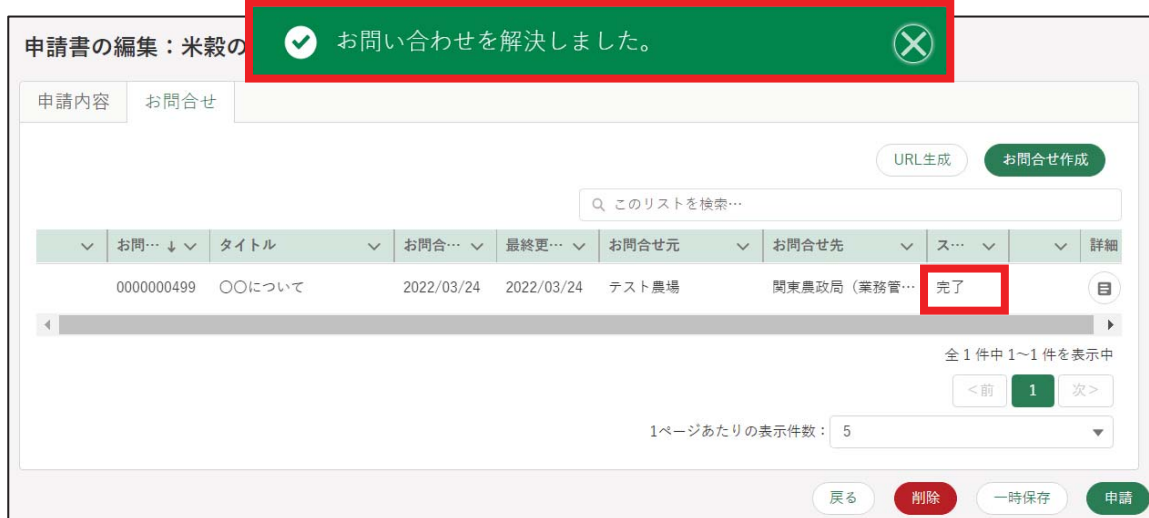 お問い合わせを解決しました。
申請書の編集：米穀の
申請内容 お問合せ
URL生成 お問合せ作成
このリストを検索…
お問… タイトル お問合… 最終更… お問合せ元 お問合せ先 ス… 詳細
0000000499 〇〇について 2022/03/24 2022/03/24 テスト農場 関東農政局（業務管… 完了
全1件中1～1件を表示中
<前 1 次>
1ページあたりの表示件数： 5
戻る 削除 一時保存 申請